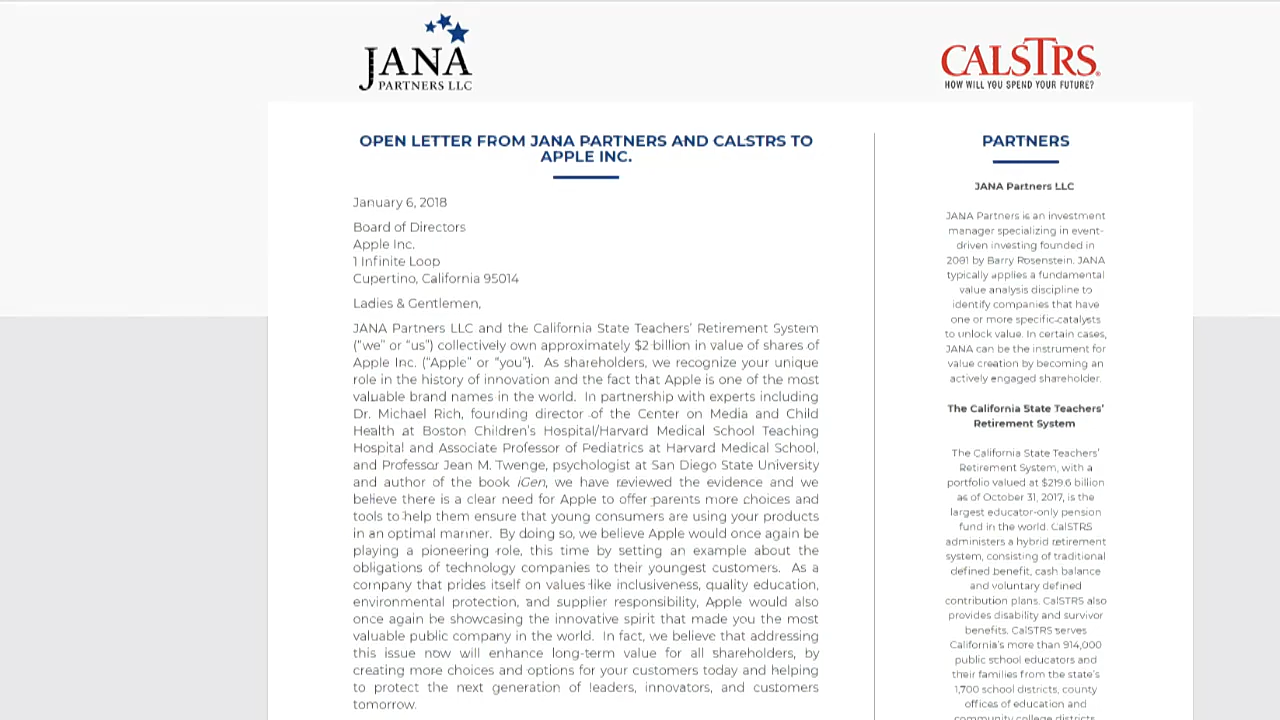 JANA
PARTNERS LLC
CALSTRS®
HOW WILL YOU SPEND YOUR FUTURE?
OPEN LETTER FROM JANA PARTNERS AND CALSTRS TO
APPLE INC.
January 6, 2018
Board of Directors
Apple Inc.
1 Infinite Loop
Cupertino, California 95014
Ladies & Gentlemen,
JANA Partners LLC and the California State Teachers' Retirement System
("we" or "us") collectively own approximately $2 billion in value of shares of
Apple Inc. ("Apple" or "you"). As shareholders, we recognize your unique
role in the history of innovation and the fact that Apple is one of the most
valuable brand names in the world. In partnership with experts including
Dr. Michael Rich, founding director of the Center on Media and Child
Health at Boston Children's Hospital/Harvard Medical School Teaching
Hospital and Associate Professor of Pediatrics at Harvard Medical School,
and Professor Jean M. Twenge, psychologist at San Diego State University
and author of the book iGen, we have reviewed the evidence and we
believe there is a clear need for Apple to offer parents more choices and
tools to help them ensure that young consumers are using your products
in an optimal manner. By doing so, we believe Apple would once again be
playing a pioneering role, this time by setting an example about the
obligations of technology companies to their youngest customers. As a
company that prides itself on values like inclusiveness, quality education,
environmental protection, and supplier responsibility, Apple would also
once again be showcasing the innovative spirit that made you the most
valuable public company in the world. In fact, we believe that addressing
this issue now will enhance long-term value for all shareholders, by
creating more choices and options for your customers today and helping
to protect the next generation of leaders, innovators, and customers
tomorrow.
PARTNERS
JANA Partners LLC
JANA Partners is an investment
manager specializing in event-
driven investing founded in
2001 by Barry Rosenstein. JANA
typically applies a fundamental
value analysis discipline to
identify companies that have
one or more specific catalysts
to unlock value. In certain cases,
JANA can be the instrument for
value creation by becoming an
actively engaged shareholder.
The California State Teachers'
Retirement System
The California State Teachers'
Retirement System, with a
portfolio valued at $219.6 billion
as of October 31, 2017, is the
largest educator-only pension
fund in the world. CalSTRS
administers a hybrid retirement
system, consisting of traditional
defined benefit, cash balance
and voluntary defined
contribution plans. CalSTRS also
provides disability and survivor
benefits. CalSTRS serves
California's more than 914,000
public school educators and
their families from the state's
1,700 school districts, county
offices of education and
community college districts.